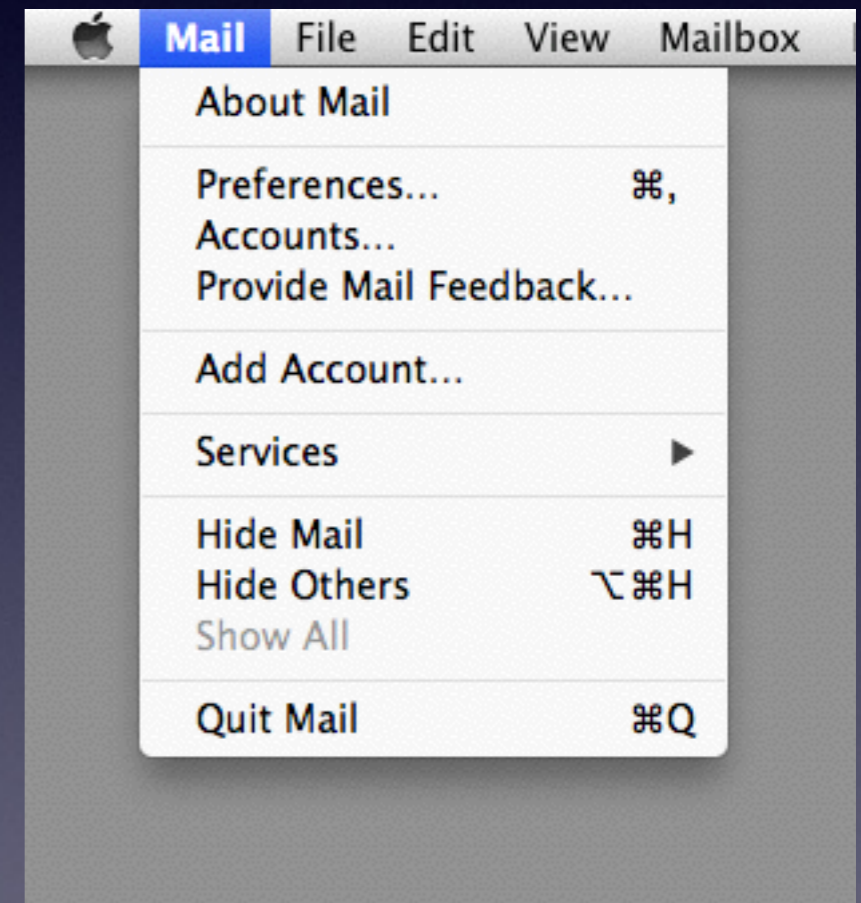 Mail File Edit View Mailbox
About Mail
Preferences... ⌘,
Accounts...
Provide Mail Feedback...
Add Account...
Services ▶
Hide Mail ⌘H
Hide Others ⌥⌘H
Show All
Quit Mail ⌘Q